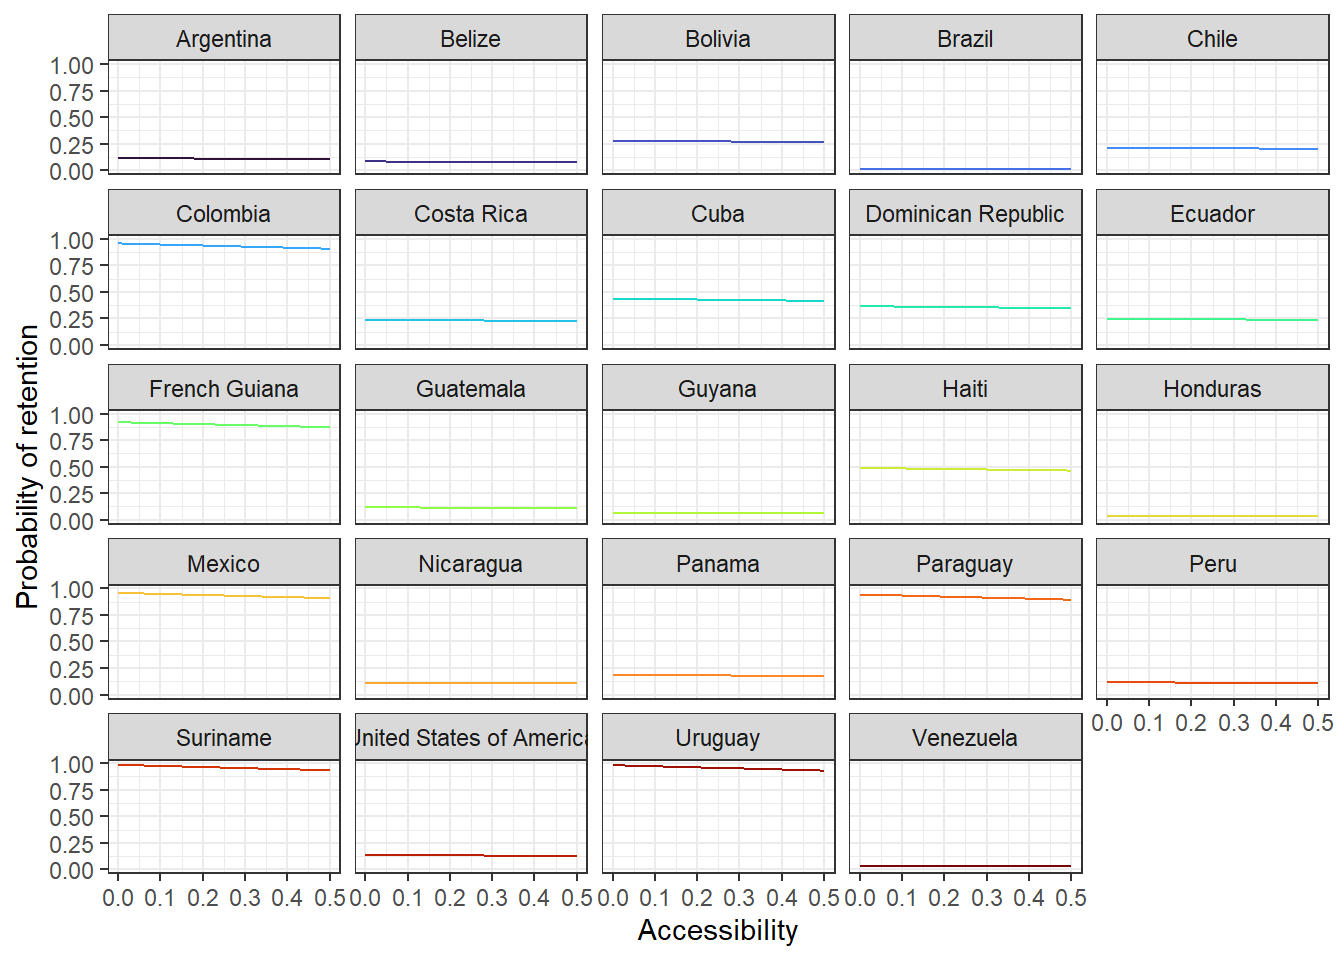 Argentina Belize Bolivia Brazil Chile
1.00
0.75
0.50
0.25
0.00
Colombia Costa Rica Cuba Dominican Republic Ecuador
1.00
0.75
0.50
0.25
0.00
French Guiana Guatemala Guyana Haiti Honduras
1.00
0.75
0.50
0.25
0.00
Probability of retention
Mexico Nicaragua Panama Paraguay Peru
1.00
0.75
0.50
0.25
0.00
0.0 0.1 0.2 0.3 0.4 0.5
Suriname United States of America Uruguay Venezuela
1.00
0.75
0.50
0.25
0.00
0.0 0.1 0.2 0.3 0.4 0.5 0.0 0.1 0.2 0.3 0.4 0.5 0.0 0.1 0.2 0.3 0.4 0.5 0.0 0.1 0.2 0.3 0.4 0.5
Accessibility